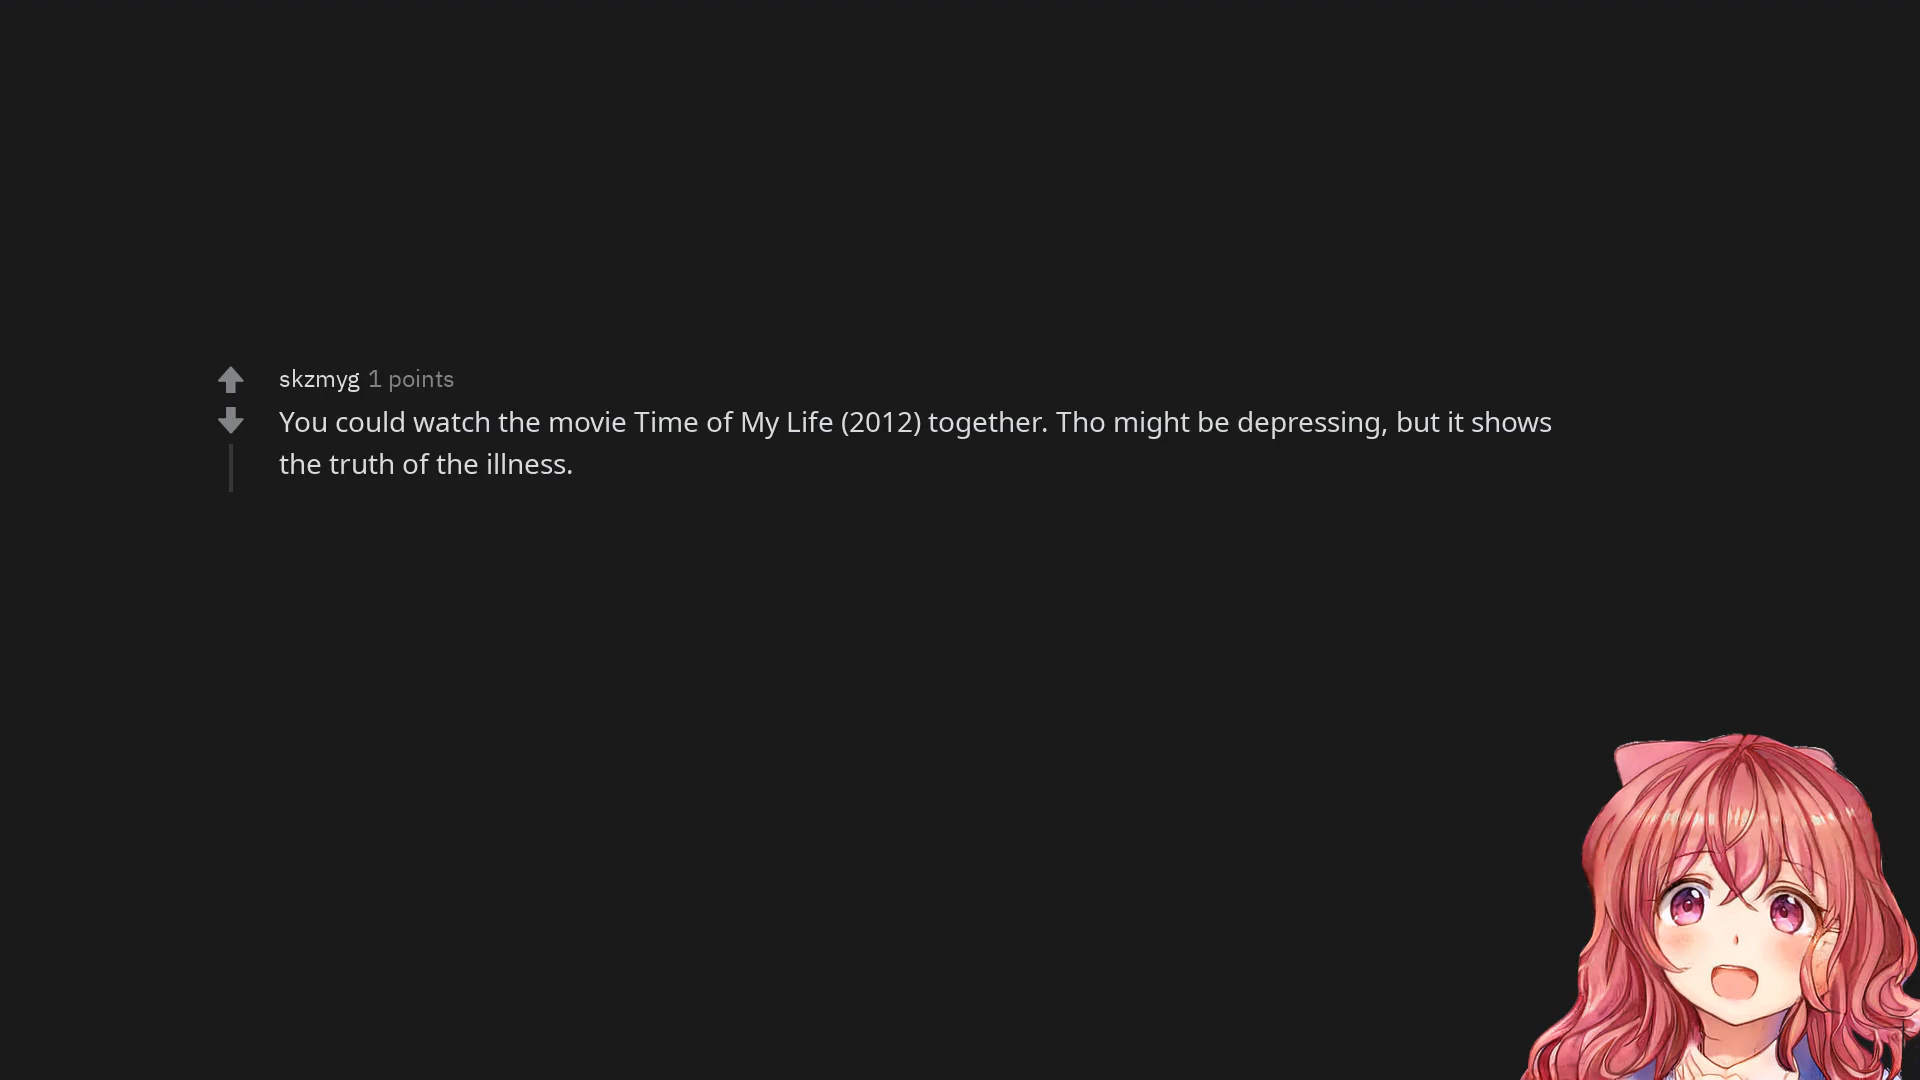 skzmyg 1 points
You could watch the movie Time of My Life (2012) together. Tho might be depressing, but it shows
the truth of the illness.